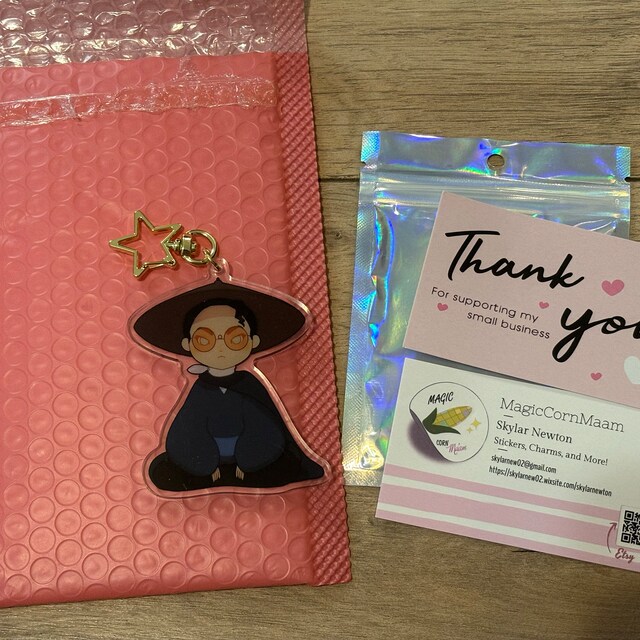 Thank
you
For supporting my
small business
MAGIC
CORN
Maam
MagicCornMaam
Skylar Newton
Stickers, Charms, and More!
skylarnew02@gmail.com
https://skylarnew02.wixsite.com/skylarnewton
Etsy